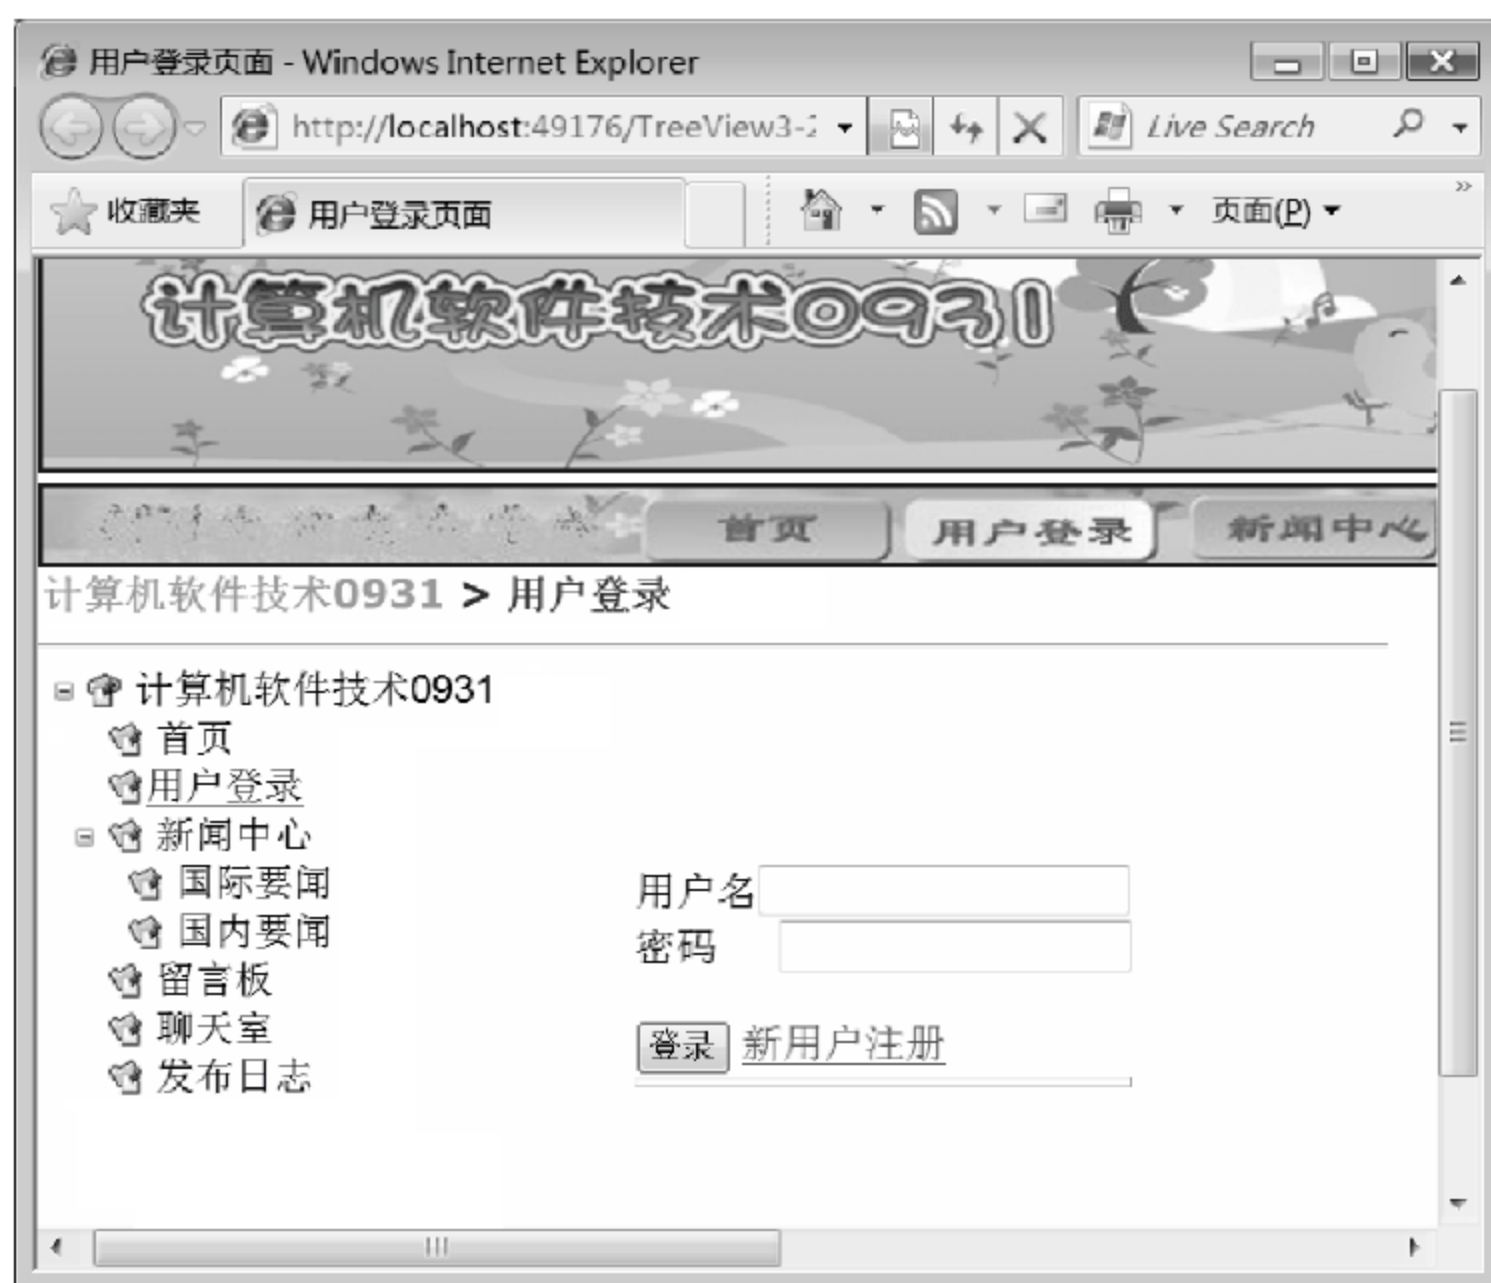 用户登录页面 - Windows Internet Explorer
http://localhost:49176/TreeView3-2 Live Search
收藏夹 用户登录页面 页面(P)
计算机软件技术0931
首页 用户登录 新闻中心
计算机软件技术0931 > 用户登录
计算机软件技术0931
首页
用户登录
新闻中心
国际要闻
国内要闻
留言板
聊天室
发布日志
用户名
密码
登录 新用户注册